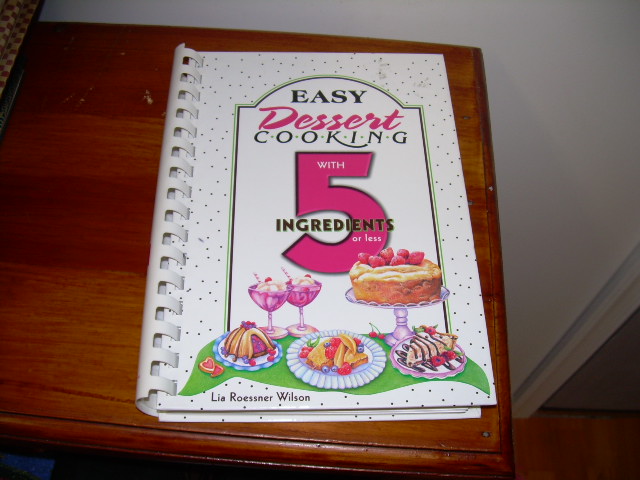 EASY
Dessert
COOKING
WITH
5
INGREDIENTS
or less
Lia Roessner Wilson